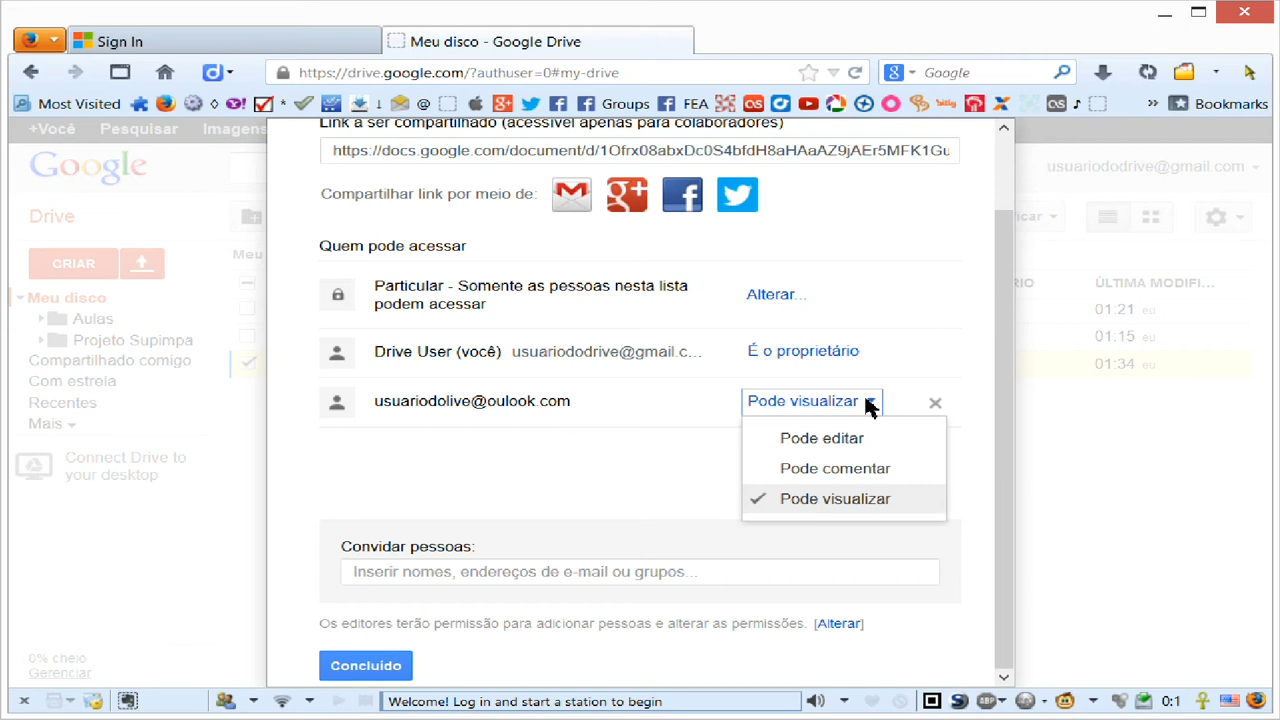 Sign In
Meu disco - Google Drive
https://drive.google.com/?authuser=0#my-drive
Google
Most Visited
Groups
FEA
Bookmarks
+Você
Pesquisar
Imagens
Link a ser compartilhado (acessível apenas para colaboradores)
https://docs.google.com/document/d/1Ofrx08abxDc0S4bfdH8aHAaAZ9jAEr5MFK1Gu
Google
usuariododrive@gmail.com
Compartilhar link por meio de:
Drive
Quem pode acessar
CRIAR
Meu
Particular - Somente as pessoas nesta lista
podem acessar
Alterar...
ÚLTIMA MODIFI...
Meu disco
Aulas
Projeto Supimpa
Compartilhado comigo
Com estrela
Recentes
Mais
01:21 eu
01:15 eu
01:34 eu
Drive User (você) usuariododrive@gmail.c...
É o proprietário
usuariodolive@oulook.com
Pode visualizar
Pode editar
Pode comentar
Pode visualizar
Connect Drive to
your desktop
Convidar pessoas:
Inserir nomes, endereços de e-mail ou grupos...
Os editores terão permissão para adicionar pessoas e alterar as permissões. [Alterar]
Concluido
0% cheio
Gerenciar
Welcome! Log in and start a station to begin
0:1